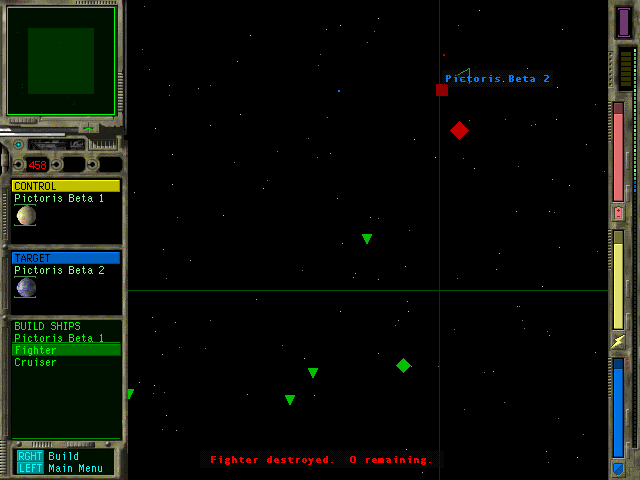 Pictoris Beta 2
458
CONTROL
Pictoris Beta 1
TARGET
Pictoris Beta 2
BUILD SHIPS
Pictoris Beta 1
Fighter
Cruiser
RGHT Build
LEFT Main Menu
Fighter destroyed. 0 remaining.